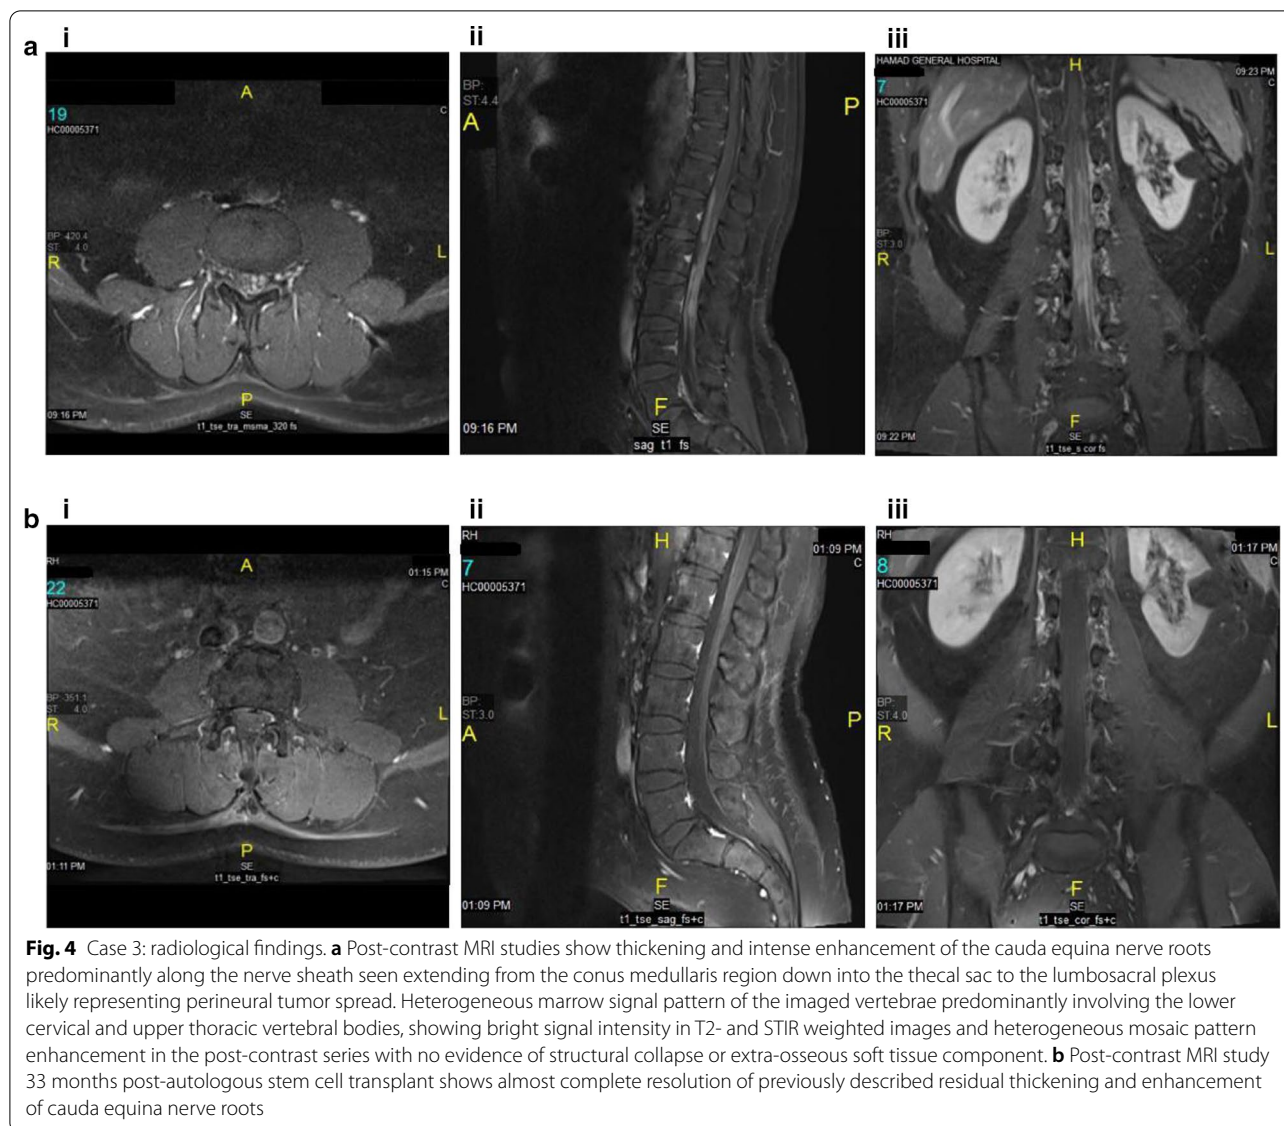 a
i
ii
iii
A
19
HC00005371
C
BP: 420.4
ST: 4.0
R
L
P
09:16 PM
SE
t1_tse_tra_msma_320 fs
BP:
ST:4.4
A
P
F
09:16 PM
SE
sag t1 fs
HAMAD GENERAL HOSPITAL
H
09:23 PM
C
7
HC00005371
BP:
ST:3.0
R
L
F
09:22 PM
SE
t1_tse_s cor fs
b
i
ii
iii
RH
A
01:15 PM
C
22
HC00005371
BP:-351.1
ST: 4.0
R
L
P
01:11 PM
SE
t1_tse_tra_fs+c
RH
H
01:09 PM
C
7
HC00005371
BP:
ST:3.0
A
P
F
01:09 PM
SE
t1_tse_sag_fs+c
RH
H
01:17 PM
C
8
HC00005371
BP:
ST:4.0
R
L
F
01:17 PM
SE
t1_tse_cor_fs+c
Fig. 4 Case 3: radiological findings. a Post-contrast MRI studies show thickening and intense enhancement of the cauda equina nerve roots
predominantly along the nerve sheath seen extending from the conus medullaris region down into the thecal sac to the lumbosacral plexus
likely representing perineural tumor spread. Heterogeneous marrow signal pattern of the imaged vertebrae predominantly involving the lower
cervical and upper thoracic vertebral bodies, showing bright signal intensity in T2- and STIR weighted images and heterogeneous mosaic pattern
enhancement in the post-contrast series with no evidence of structural collapse or extra-osseous soft tissue component. b Post-contrast MRI study
33 months post-autologous stem cell transplant shows almost complete resolution of previously described residual thickening and enhancement
of cauda equina nerve roots